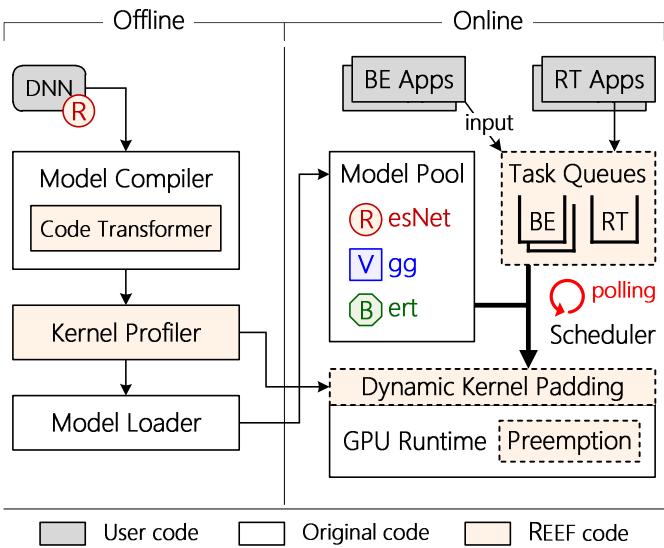 Offline
Online
DNN
R
BE Apps
RT Apps
input
Model Compiler
Code Transformer
Model Pool
R esNet
V gg
B ert
Task Queues
BE
RT
polling
Scheduler
Kernel Profiler
Model Loader
Dynamic Kernel Padding
GPU Runtime
Preemption
User code
Original code
REEF code